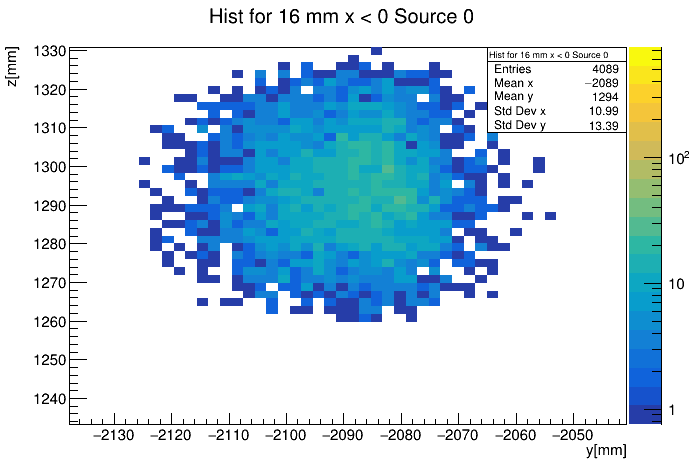 Hist for 16 mm x < 0 Source 0
z[mm]
1330
1320
1310
1300
1290
1280
1270
1260
1250
1240
Hist for 16 mm x < 0 Source 0
Entries 4089
Mean x −2089
Mean y 1294
Std Dev x 10.99
Std Dev y 13.39
10²
10
1
−2130 −2120 −2110 −2100 −2090 −2080 −2070 −2060 −2050
y[mm]